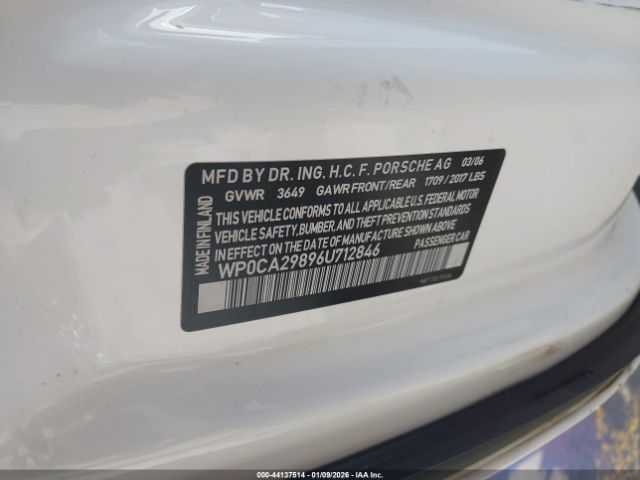 MFD BY DR. ING. H.C. F. PORSCHE AG 03/06
GVWR 3649 GAWR FRONT/REAR 1709/2017 LBS
MADE IN FINLAND
THIS VEHICLE CONFORMS TO ALL APPLICABLE U.S. FEDERAL MOTOR
VEHICLE SAFETY, BUMPER, AND THEFT PREVENTION STANDARDS
IN EFFECT ON THE DATE OF MANUFACTURE SHOWN ABOVE
WP0CA29896U712846 PASSENGER CAR
000-44137514 - 01/09/2026 - IAA Inc.